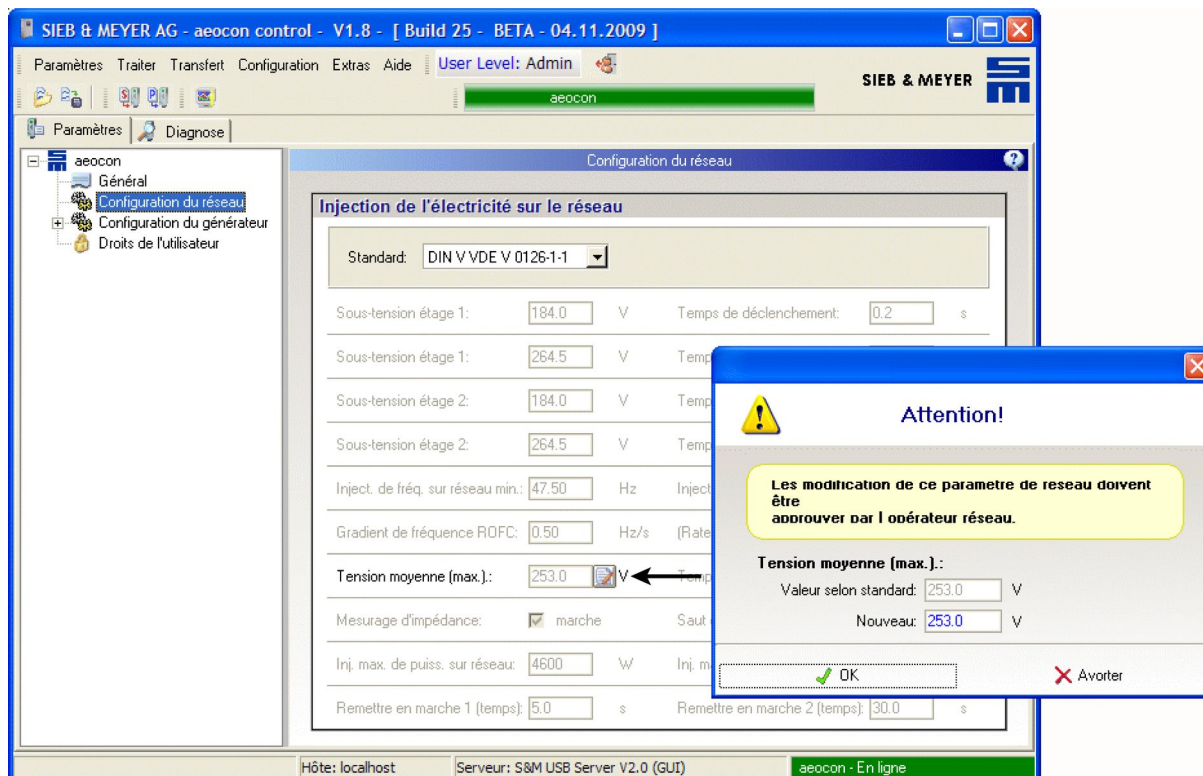 SIEB & MEYER AG - aeocon control - V1.8 - [ Build 25 - BETA - 04.11.2009 ]
Paramètres Traiter Transfert Configuration Extras Aide User Level: Admin
SIEB & MEYER
aeocon
Paramètres Diagnose
aeocon
Général
Configuration du réseau
Configuration du générateur
Droits de l'utilisateur
Configuration du réseau
Injection de l'électricité sur le réseau
Standard: DIN V VDE V 0126-1-1
Sous-tension étage 1: 184.0 V Temps de déclenchement: 0.2 s
Sous-tension étage 1: 264.5 V Temp
Sous-tension étage 2: 184.0 V Temp
Sous-tension étage 2: 264.5 V Temp
Inject. de fréq. sur réseau min.: 47.50 Hz Inject
Gradient de fréquence ROFC: 0.50 Hz/s (Rate
Tension moyenne (max.).: 253.0 V Temp
Mesurage d'impédance: marche Saut
Inj. max. de puiss. sur réseau: 4600 W Inj. m
Remettre en marche 1 (temps): 5.0 s Remettre en marche 2 (temps): 30.0 s
Attention!
Les modification de ce parametre de reseau doivent
être
approuver par l opérateur réseau.
Tension moyenne (max.).:
Valeur selon standard: 253.0 V
Nouveau: 253.0 V
OK Avorter
Hôte: localhost Serveur: S&M USB Server V2.0 (GUI) aeocon - En ligne